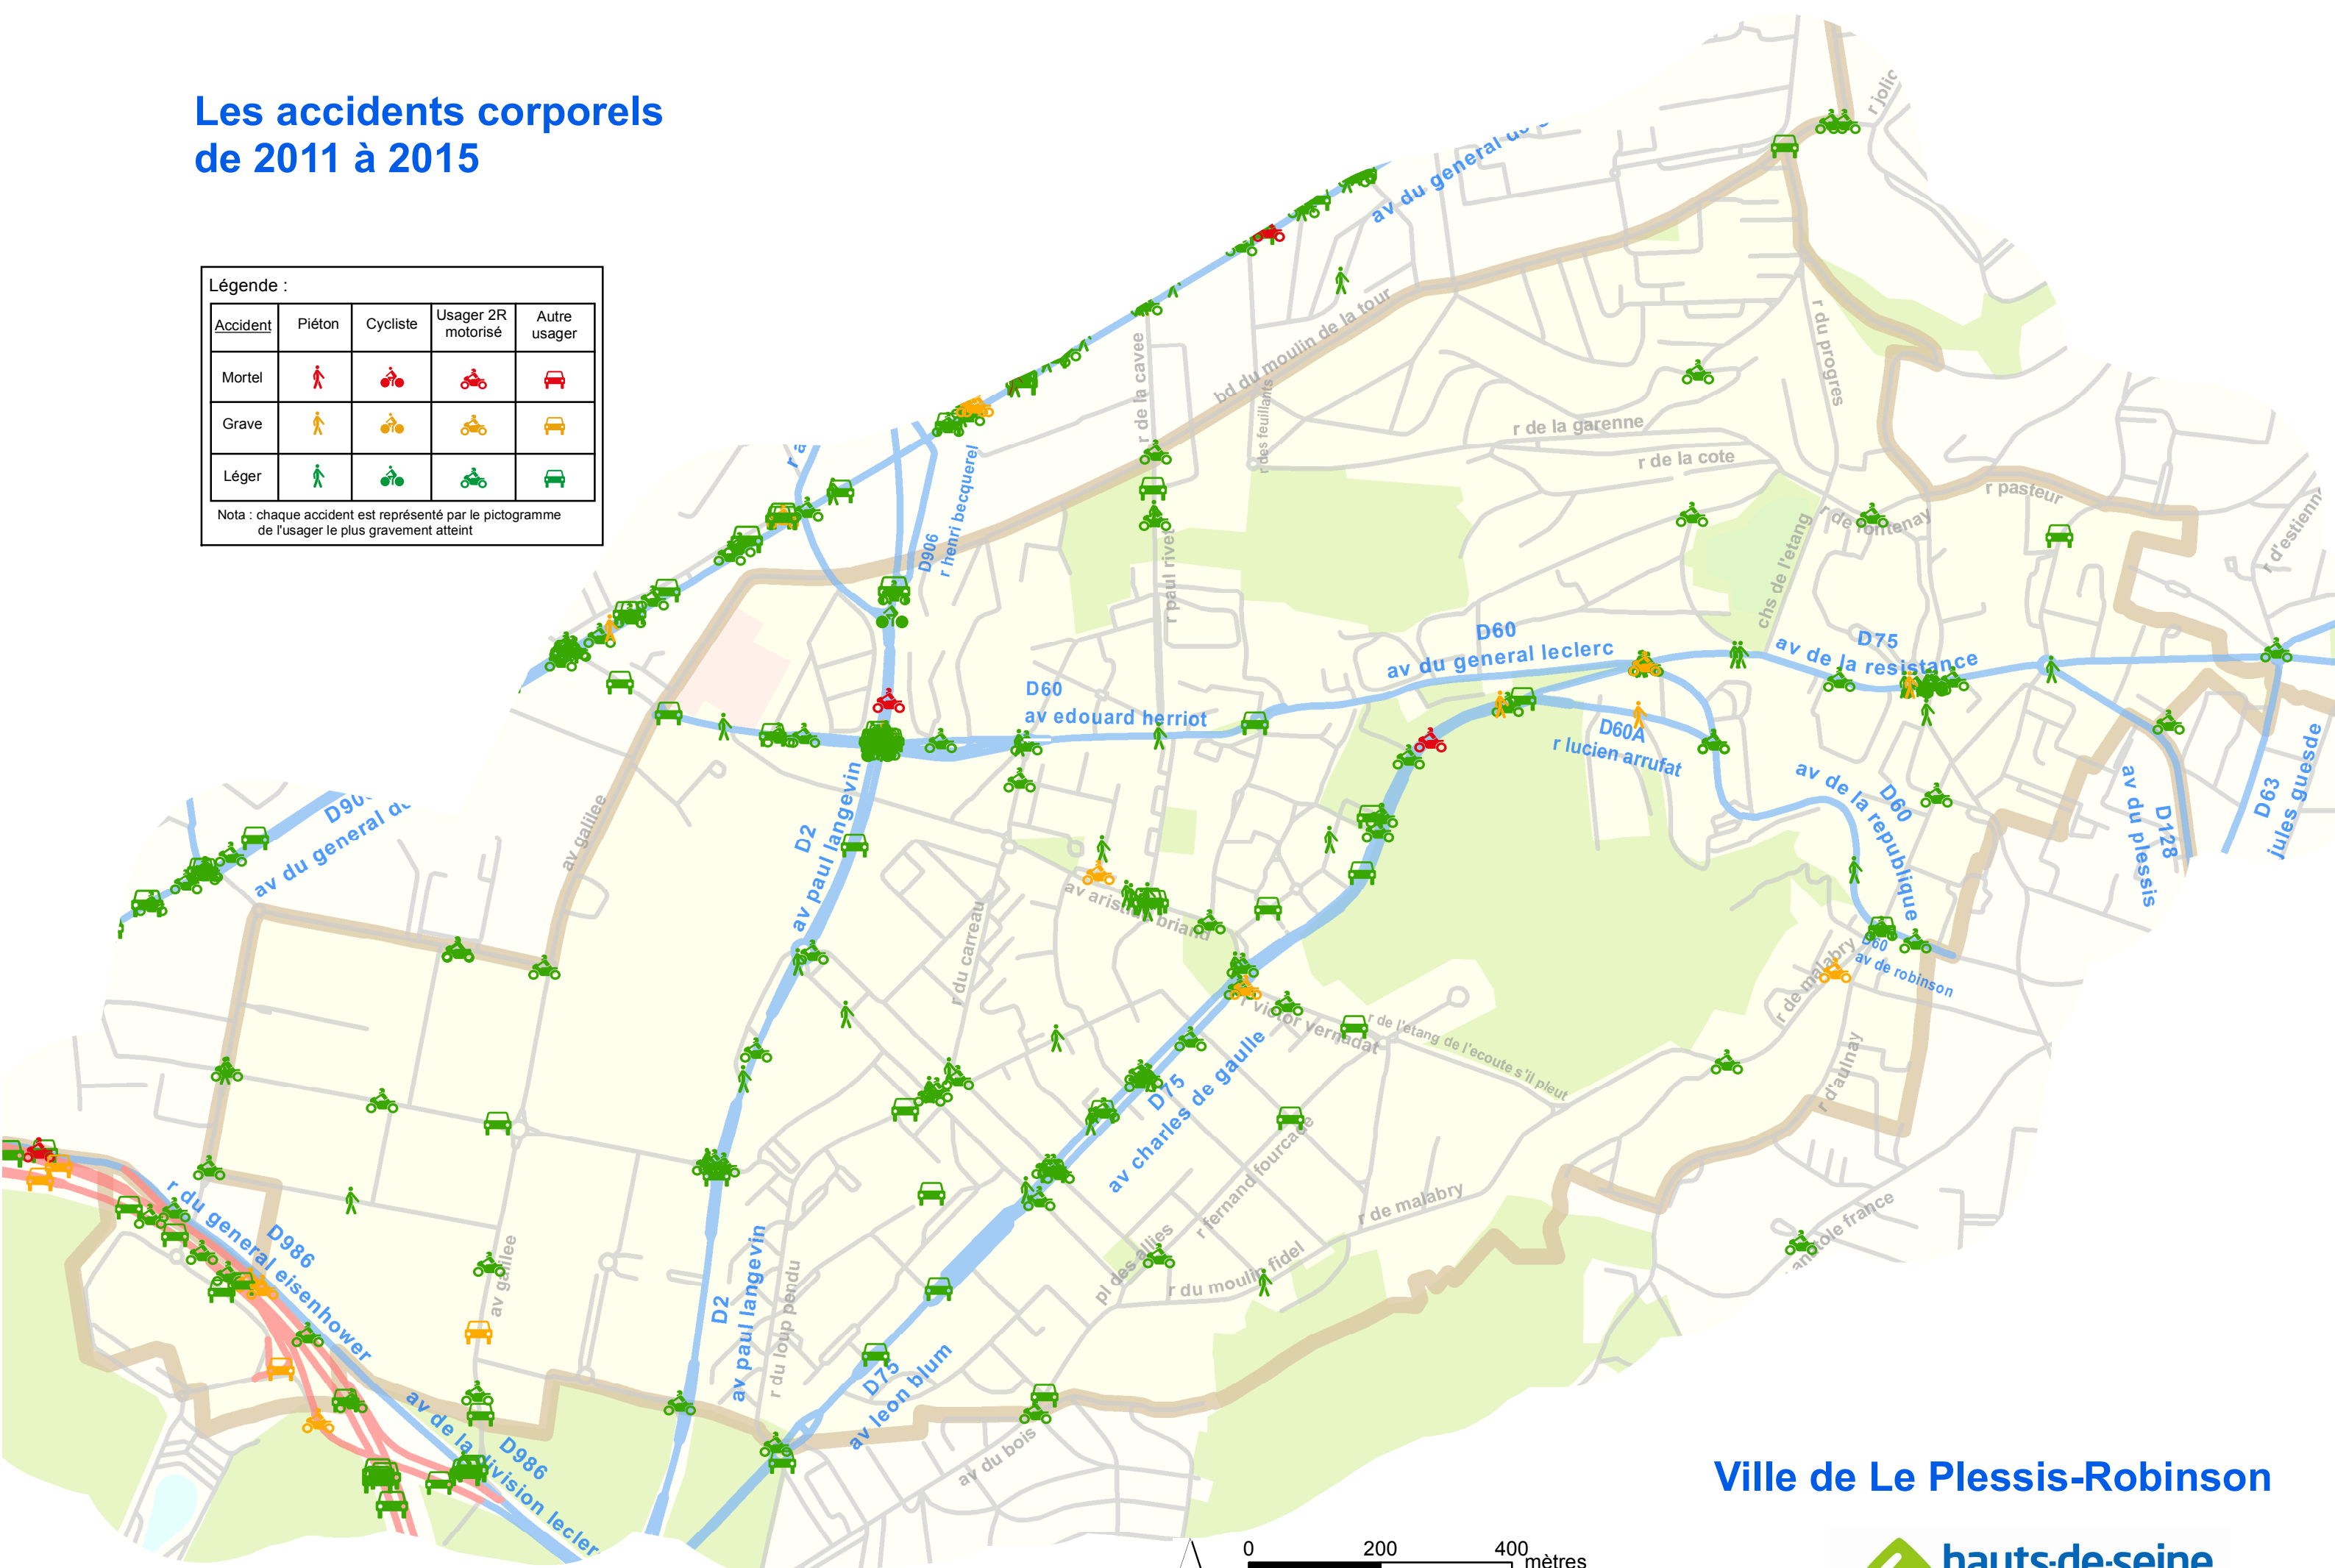 Les accidents corporels
de 2011 à 2015
Légende :
Accident
Piéton
Cycliste
Usager 2R
motorisé
Autre
usager
Mortel
Grave
Léger
Nota : chaque accident est représenté par le pictogramme
de l'usager le plus gravement atteint
av du general de
r jolic
bd du moulin de la tour
r de la cavee
r des feuillants
r du progres
r de la garenne
r de la cote
r pasteur
r de fontenay
r d'estienn
chs de l'etang
D906
r henri becquerel
r paul rivet
D60
av du general leclerc
D75
av de la resistance
D60
av edouard herriot
D60A
r lucien arrufat
av de la republique
D60
av du plessis
D128
D63
jules guesde
av du general de
av galilee
D2
av paul langevin
av aristide briand
r du carreau
D60
av de robinson
r de malabry
r d'aulnay
r victor vernadat
r de l'etang de l'ecoute s'il pleut
D75
av charles de gaulle
r fernand fourcade
r de malabry
r du moulin fidel
pl des allies
anatole france
r du general eisenhower
D986
av galilee
D2
av paul langevin
r du loup pendu
D75
av leon blum
av du bois
av de la division lecler
D986
Ville de Le Plessis-Robinson
0 200 400 mètres
hauts-de-seine